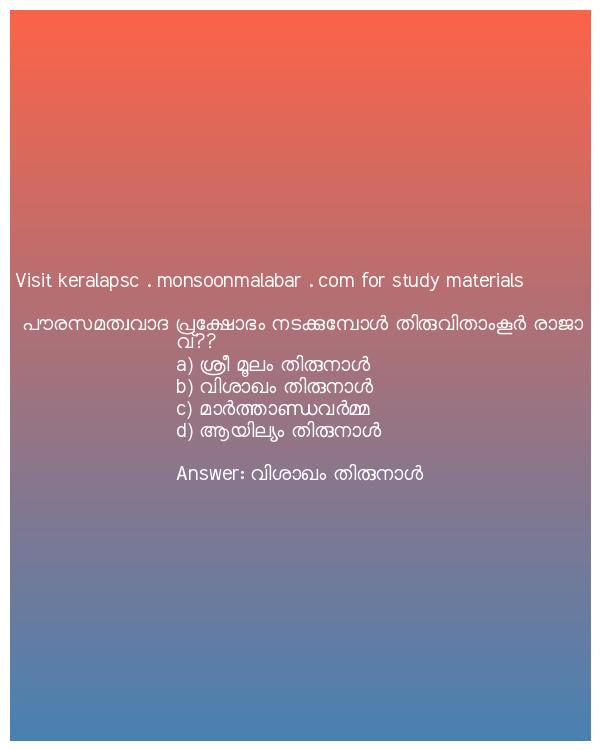 Visit keralapsc . monsoonmalabar . com for study materials
പൗരസമത്വവാദ പ്രക്ഷോഭം നടക്കുമ്പോൾ തിരുവിതാംകൂർ രാജാ
വ്??
a) ശ്രീ മൂലം തിരുനാൾ
b) വിശാഖം തിരുനാൾ
c) മാർത്താണ്ഡവർമ്മ
d) ആയില്യം തിരുനാൾ
Answer: വിശാഖം തിരുനാൾ